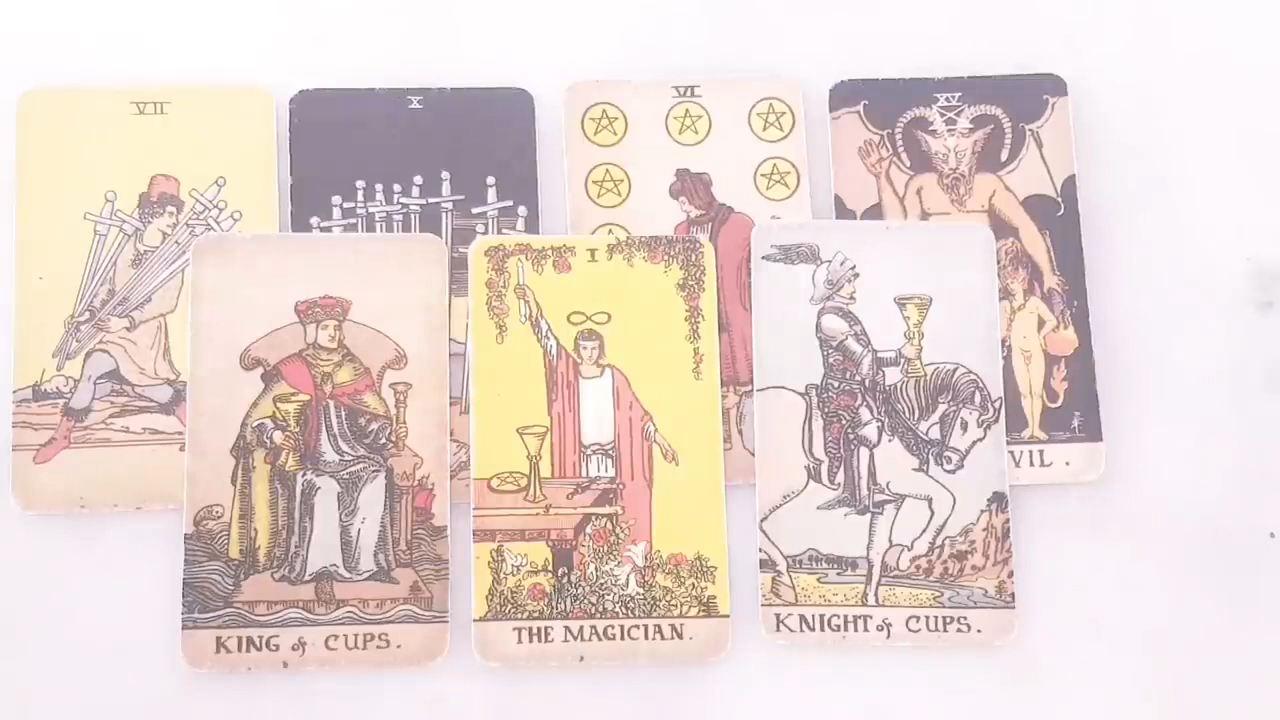 VII
X
VI
XV
VIL.
I
KING of CUPS.
THE MAGICIAN.
KNIGHT of CUPS.